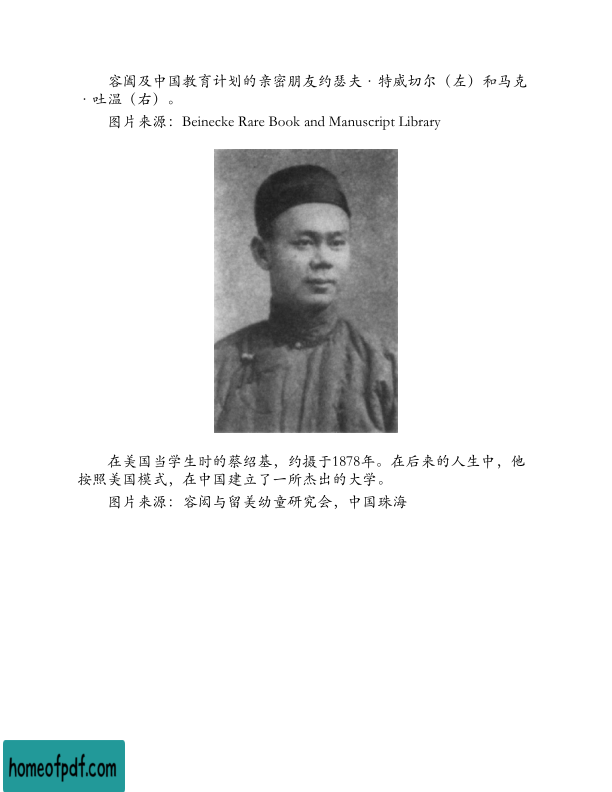 容闳及中国教育计划的亲密朋友约瑟夫·特威切尔（左）和马克
·吐温（右）。
图片来源：Beinecke Rare Book and Manuscript Library
在美国当学生时的蔡绍基，约摄于1878年。在后来的人生中，他
按照美国模式，在中国建立了一所杰出的大学。
图片来源：容闳与留美幼童研究会，中国珠海
homeofpdf.com